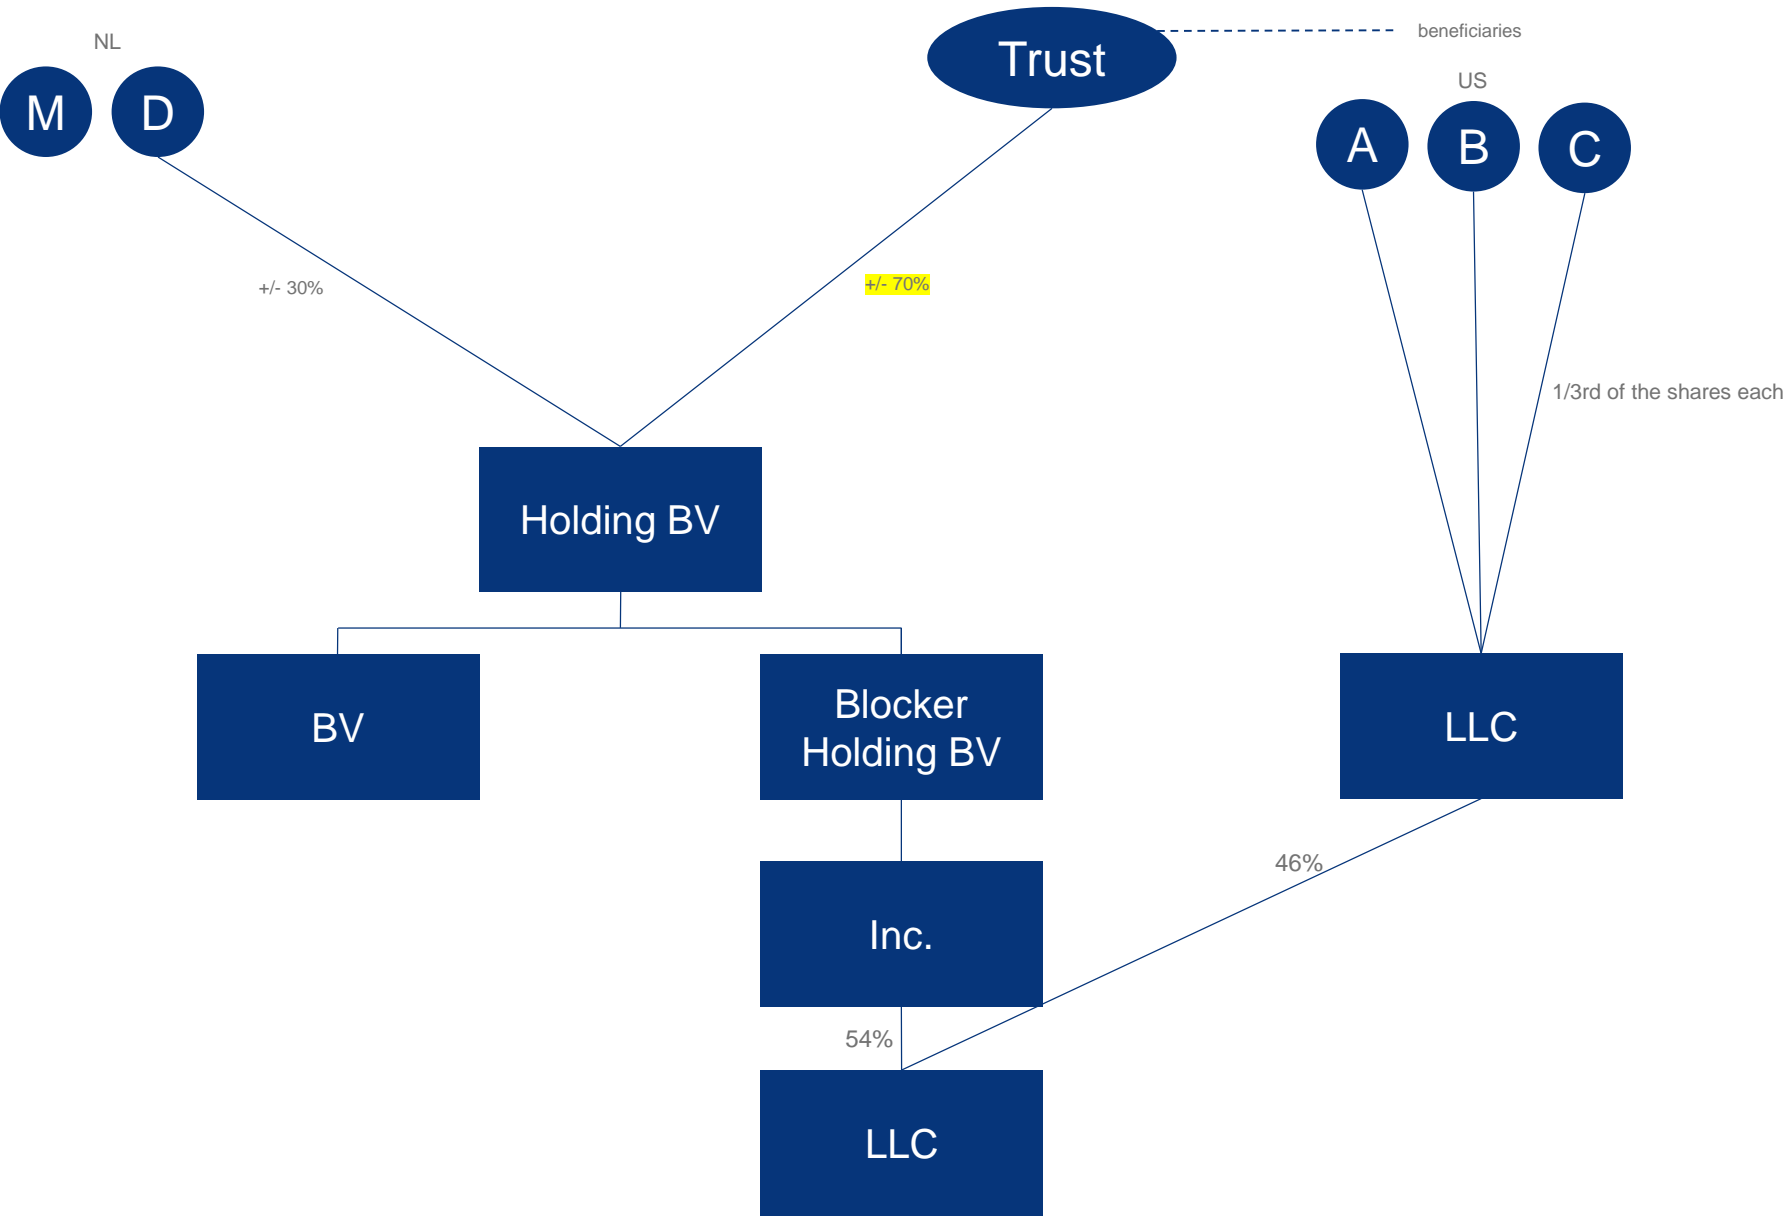 NL
M
D
Trust
beneficiaries
US
A
B
C
+/- 30%
+/- 70%
1/3rd of the shares each
Holding BV
BV
Blocker
Holding BV
LLC
46%
Inc.
54%
LLC